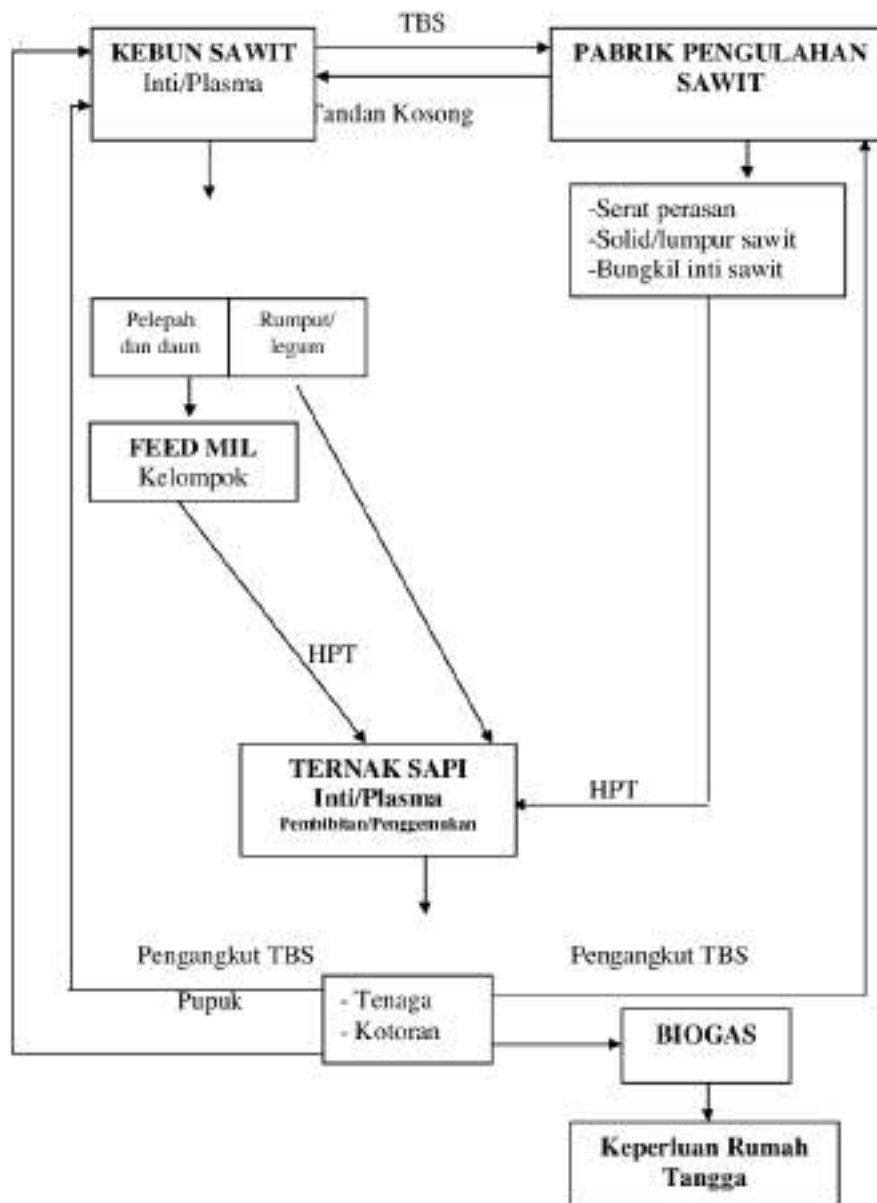 TBS
KEBUN SAWIT
Inti/Plasma
PABRIK PENGULAHAN
SAWIT
Tandan Kosong
-Serat perasan
-Solid/lumpur sawit
-Bungkil inti sawit
Pelepah
dan daun
Rumput/
legum
FEED MIL
Kelompok
HPT
TERNAK SAPI
Inti/Plasma
Pembibitan/Penggemukan
HPT
Pengangkut TBS
Pengangkut TBS
Pupuk
- Tenaga
- Kotoran
BIOGAS
Keperluan Rumah
Tangga